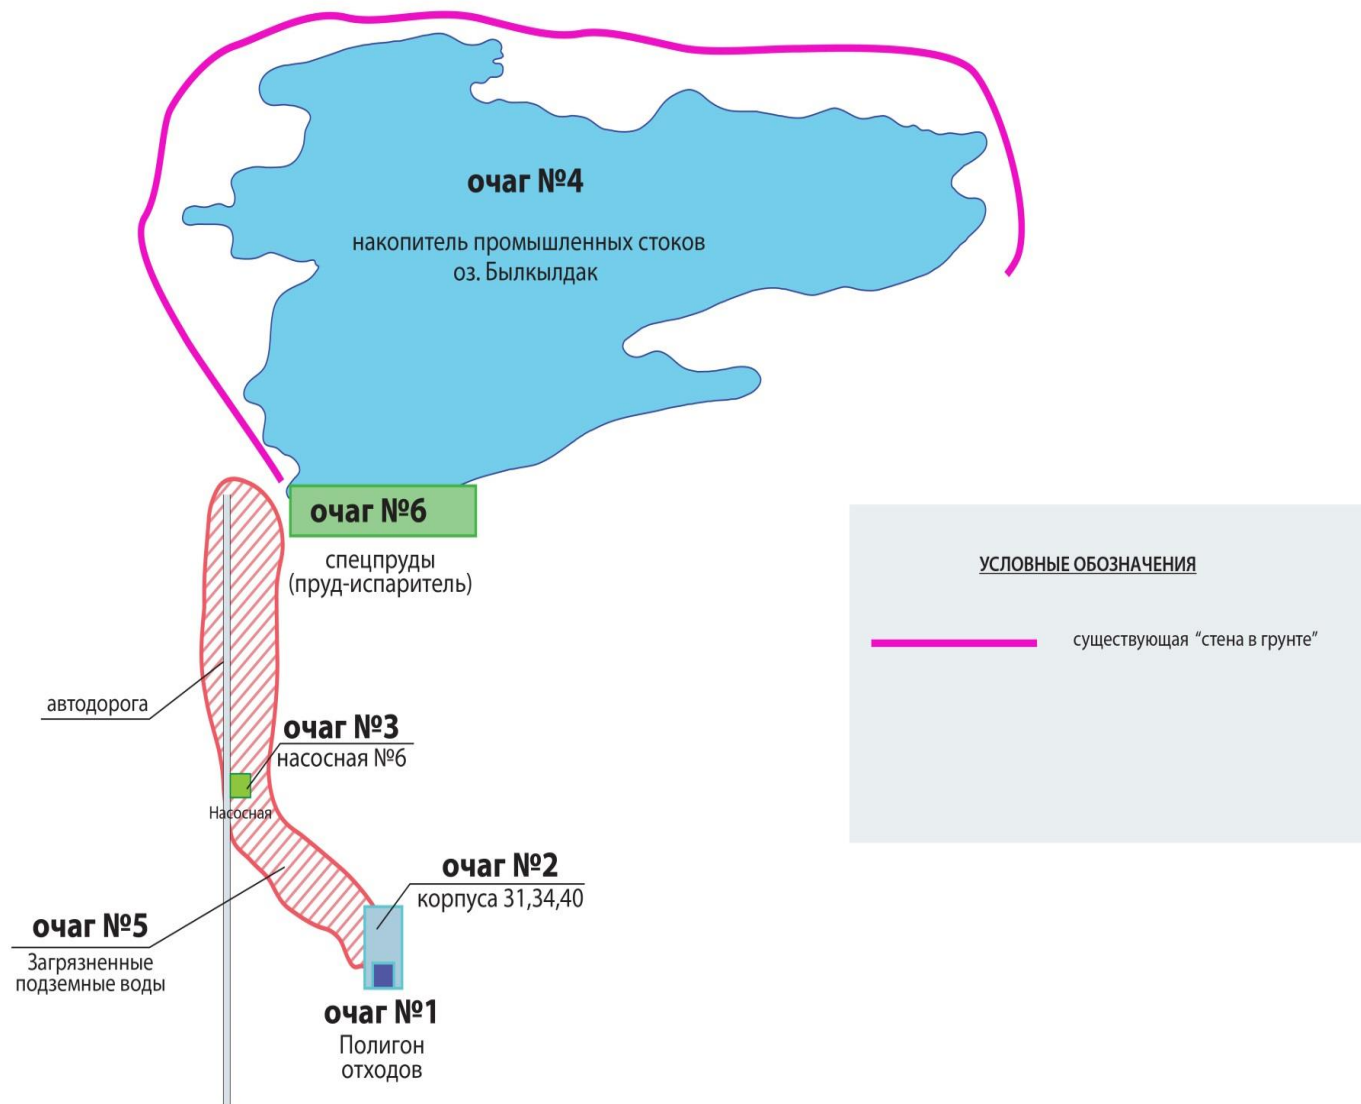 очаг №4
накопитель промышленных стоков
оз. Былкылдак
очаг №6
спецпруды
(пруд-испаритель)
УСЛОВНЫЕ ОБОЗНАЧЕНИЯ
существующая “стена в грунте”
автодорога
очаг №3
насосная №6
Насосная
очаг №2
корпуса 31,34,40
очаг №5
Загрязненные
подземные воды
очаг №1
Полигон
отходов